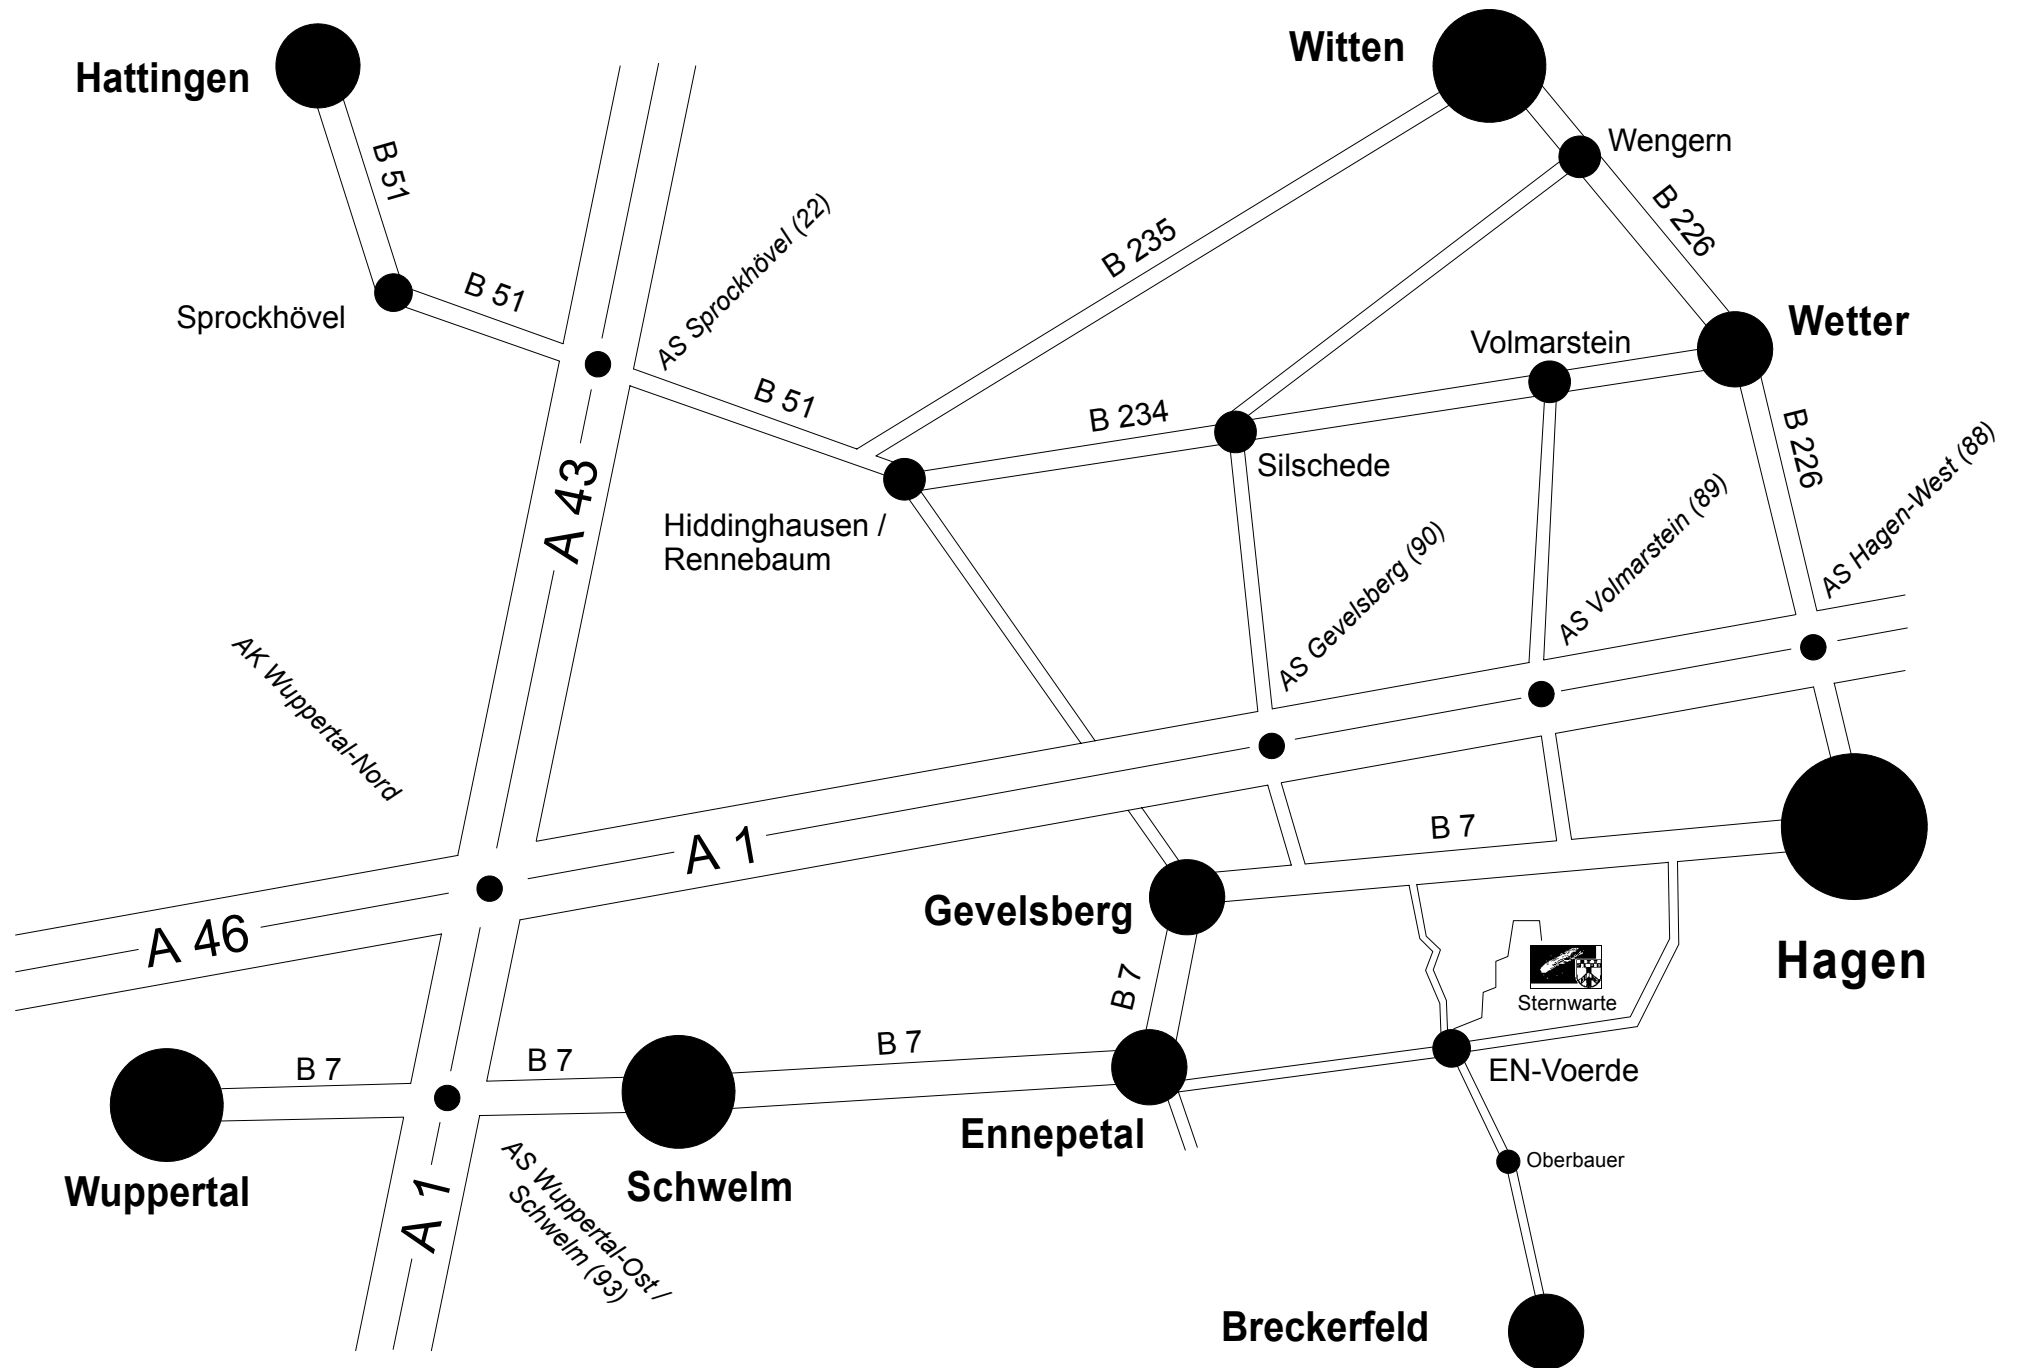 Hattingen
Witten
Wengern
B 51
B 226
AS Sprockhövel (22)
B 235
Sprockhövel
B 51
Wetter
Volmarstein
B 51
B 234
B 226
Silschede
AS Hagen-West (88)
A 43
Hiddinghausen /
Rennebaum
AS Gevelsberg (90)
AS Volmarstein (89)
AK Wuppertal-Nord
A 1
B 7
A 46
Gevelsberg
Hagen
B 7
Sternwarte
B 7
B 7
B 7
EN-Voerde
Ennepetal
Oberbauer
Wuppertal
Schwelm
A 1
AS Wuppertal-Ost /
Schwelm (93)
Breckerfeld